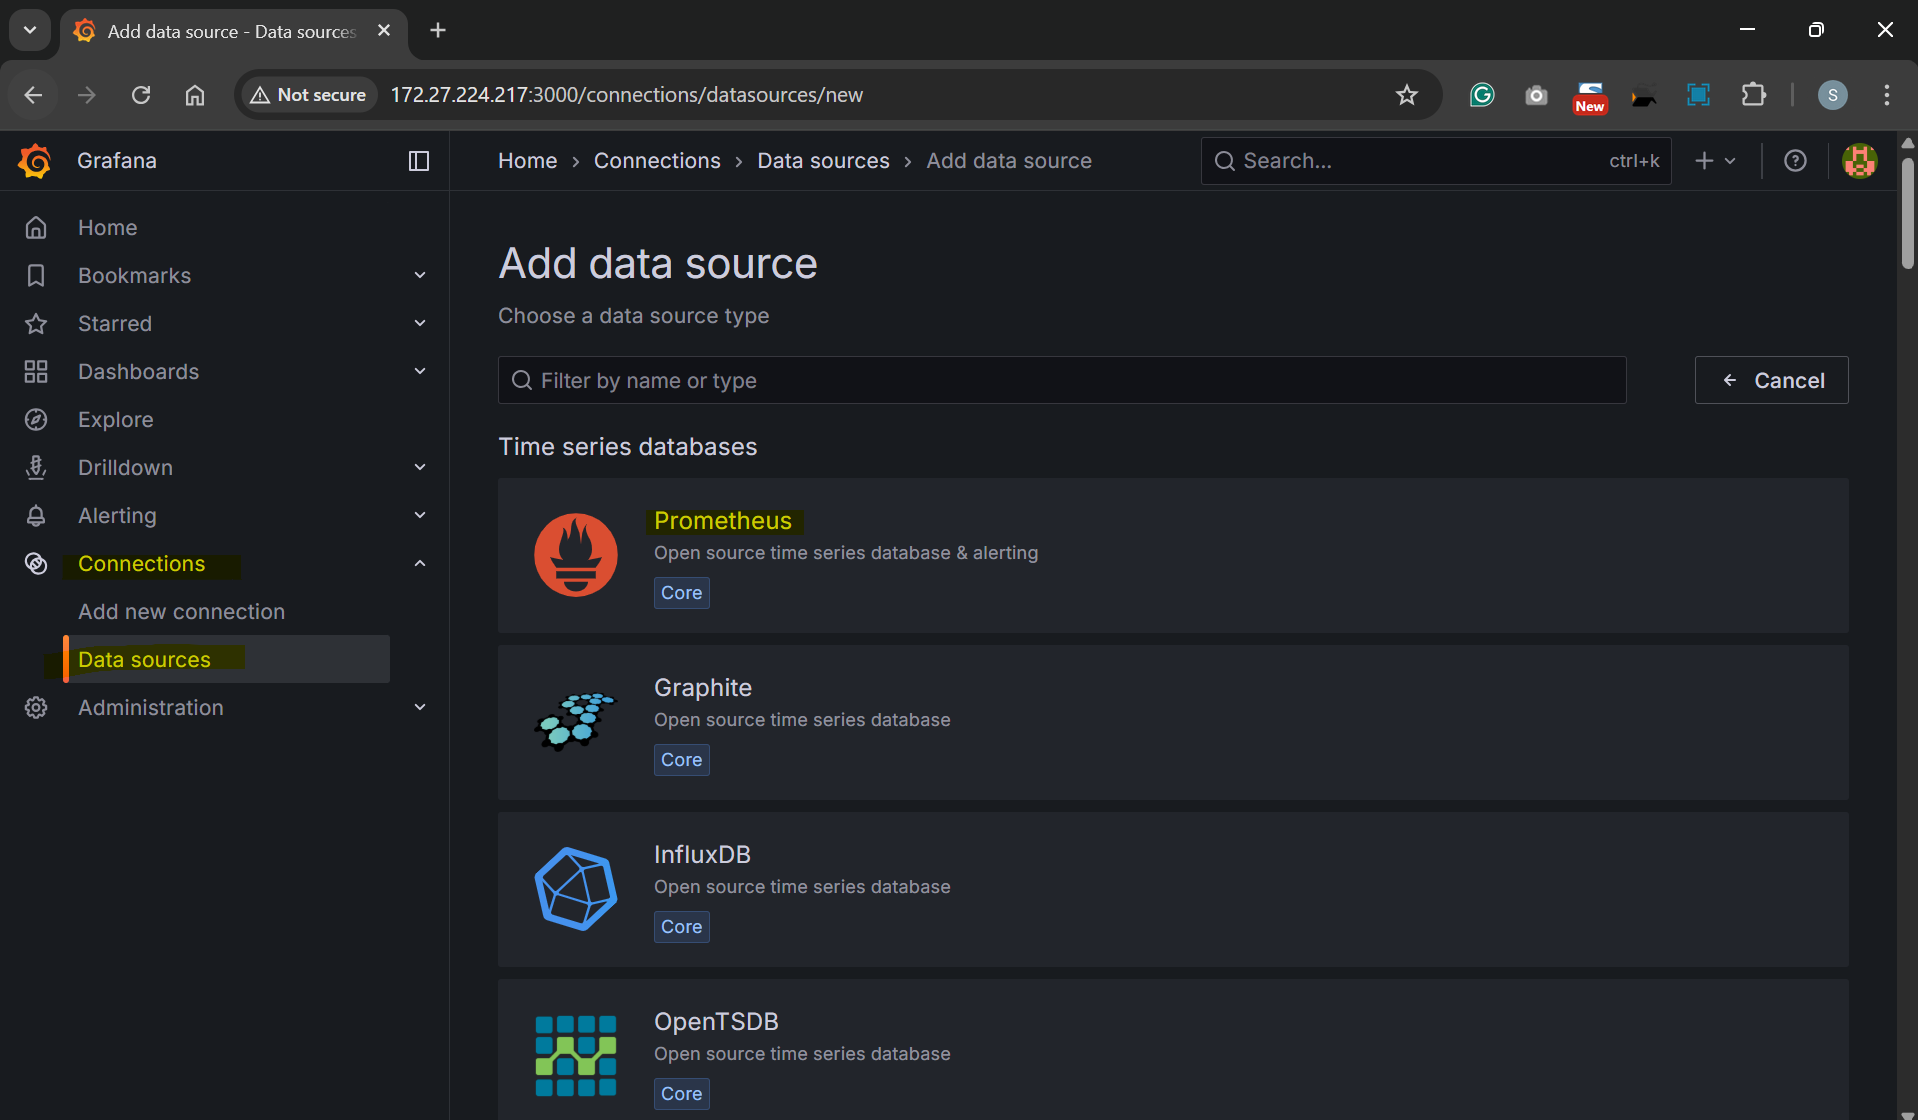 Add data source - Data sources
Not secure
172.27.224.217:3000/connections/datasources/new
New
S
Grafana
Home › Connections › Data sources › Add data source
Search...
ctrl+k
Home
Bookmarks
Starred
Dashboards
Explore
Drilldown
Alerting
Connections
Add new connection
Data sources
Administration
Add data source
Choose a data source type
Filter by name or type
Cancel
Time series databases
Prometheus
Open source time series database & alerting
Core
Graphite
Open source time series database
Core
InfluxDB
Open source time series database
Core
OpenTSDB
Open source time series database
Core